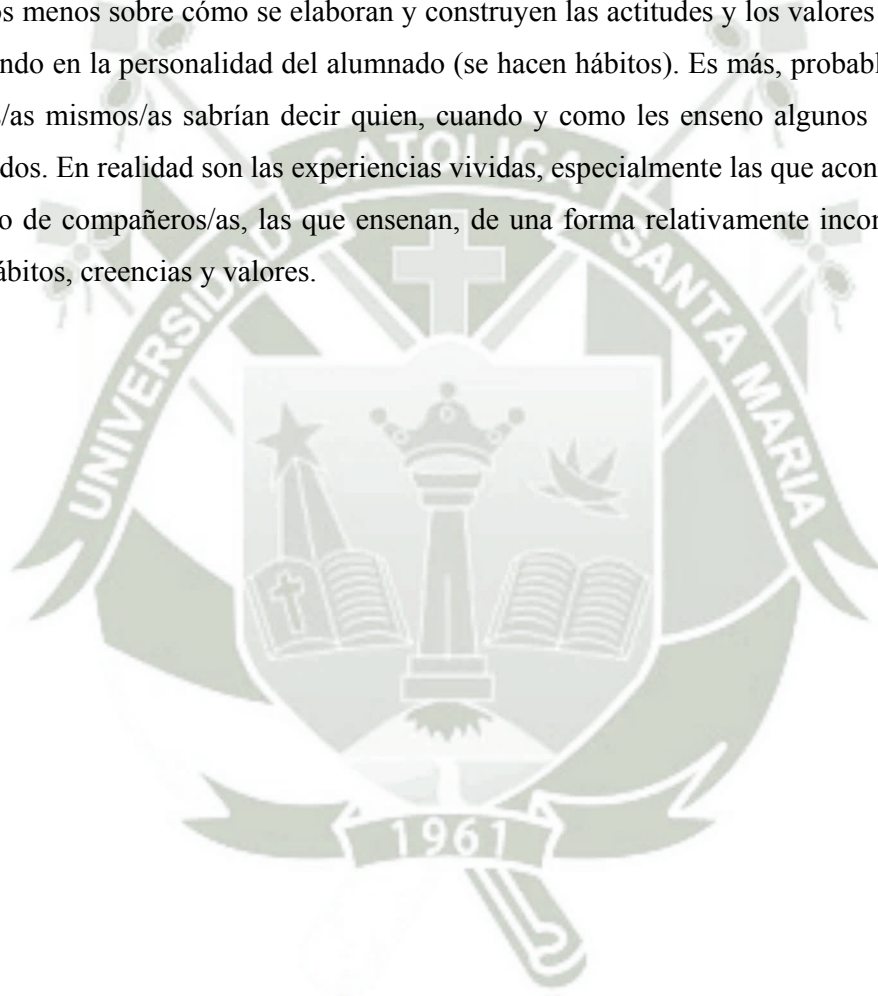 os menos sobre cómo se elaboran y construyen las actitudes y los valores
ndo en la personalidad del alumnado (se hacen hábitos). Es más, probabl
/as mismos/as sabrían decir quien, cuando y como les enseno algunos
dos. En realidad son las experiencias vividas, especialmente las que acon
o de compañeros/as, las que ensenan, de una forma relativamente incon
ábitos, creencias y valores.
UNIVERSIDAD CATOLICA SANTA MARIA
1961